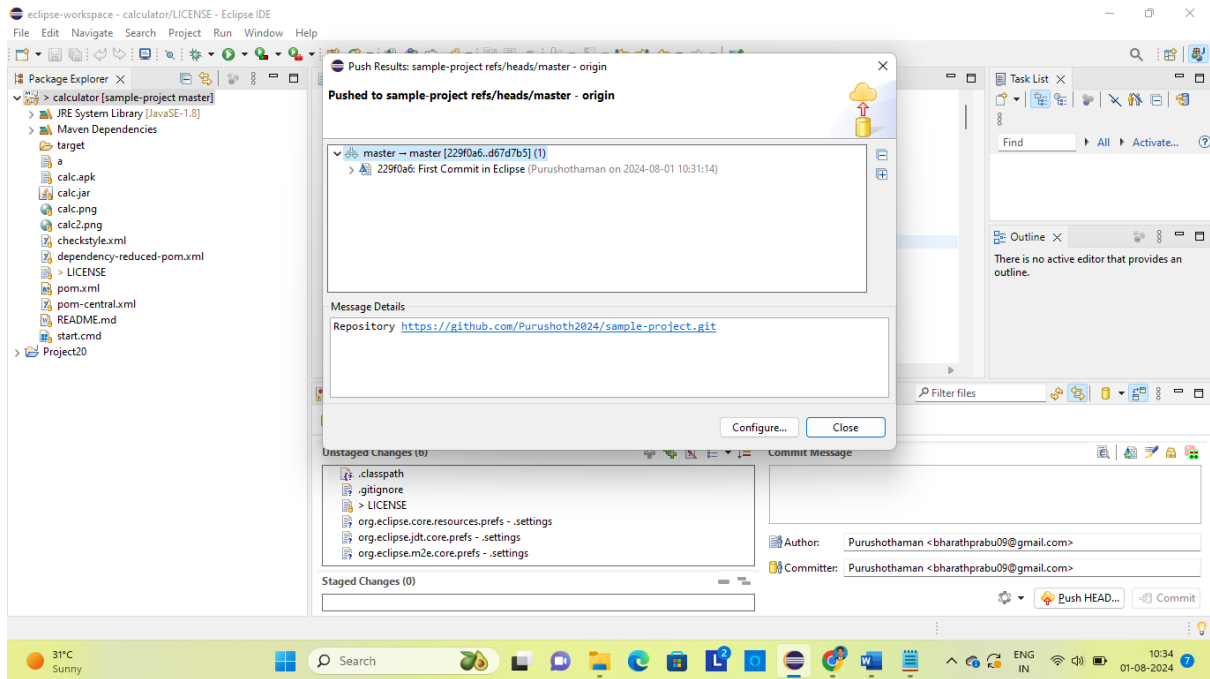 eclipse-workspace - calculator/LICENSE - Eclipse IDE
File Edit Navigate Search Project Run Window Help
Package Explorer
> calculator [sample-project master]
JRE System Library [JavaSE-1.8]
Maven Dependencies
target
a
calc.apk
calc.jar
calc.png
calc2.png
checkstyle.xml
dependency-reduced-pom.xml
> LICENSE
pom.xml
pom-central.xml
README.md
start.cmd
Project20
Push Results: sample-project refs/heads/master - origin
Pushed to sample-project refs/heads/master - origin
master → master [229f0a6..d67d7b5] (1)
229f0a6: First Commit in Eclipse (Purushothaman on 2024-08-01 10:31:14)
Message Details
Repository https://github.com/Purushoth2024/sample-project.git
Configure... Close
Task List
Find All Activate...
Outline
There is no active editor that provides an
outline.
Filter files
Unstaged Changes (6)
.classpath
.gitignore
> LICENSE
org.eclipse.core.resources.prefs - .settings
org.eclipse.jdt.core.prefs - .settings
org.eclipse.m2e.core.prefs - .settings
Staged Changes (0)
Commit Message
Author: Purushothaman <bharathprabu09@gmail.com>
Committer: Purushothaman <bharathprabu09@gmail.com>
Push HEAD... Commit
31°C
Sunny
Search
ENG
IN
10:34
01-08-2024
7